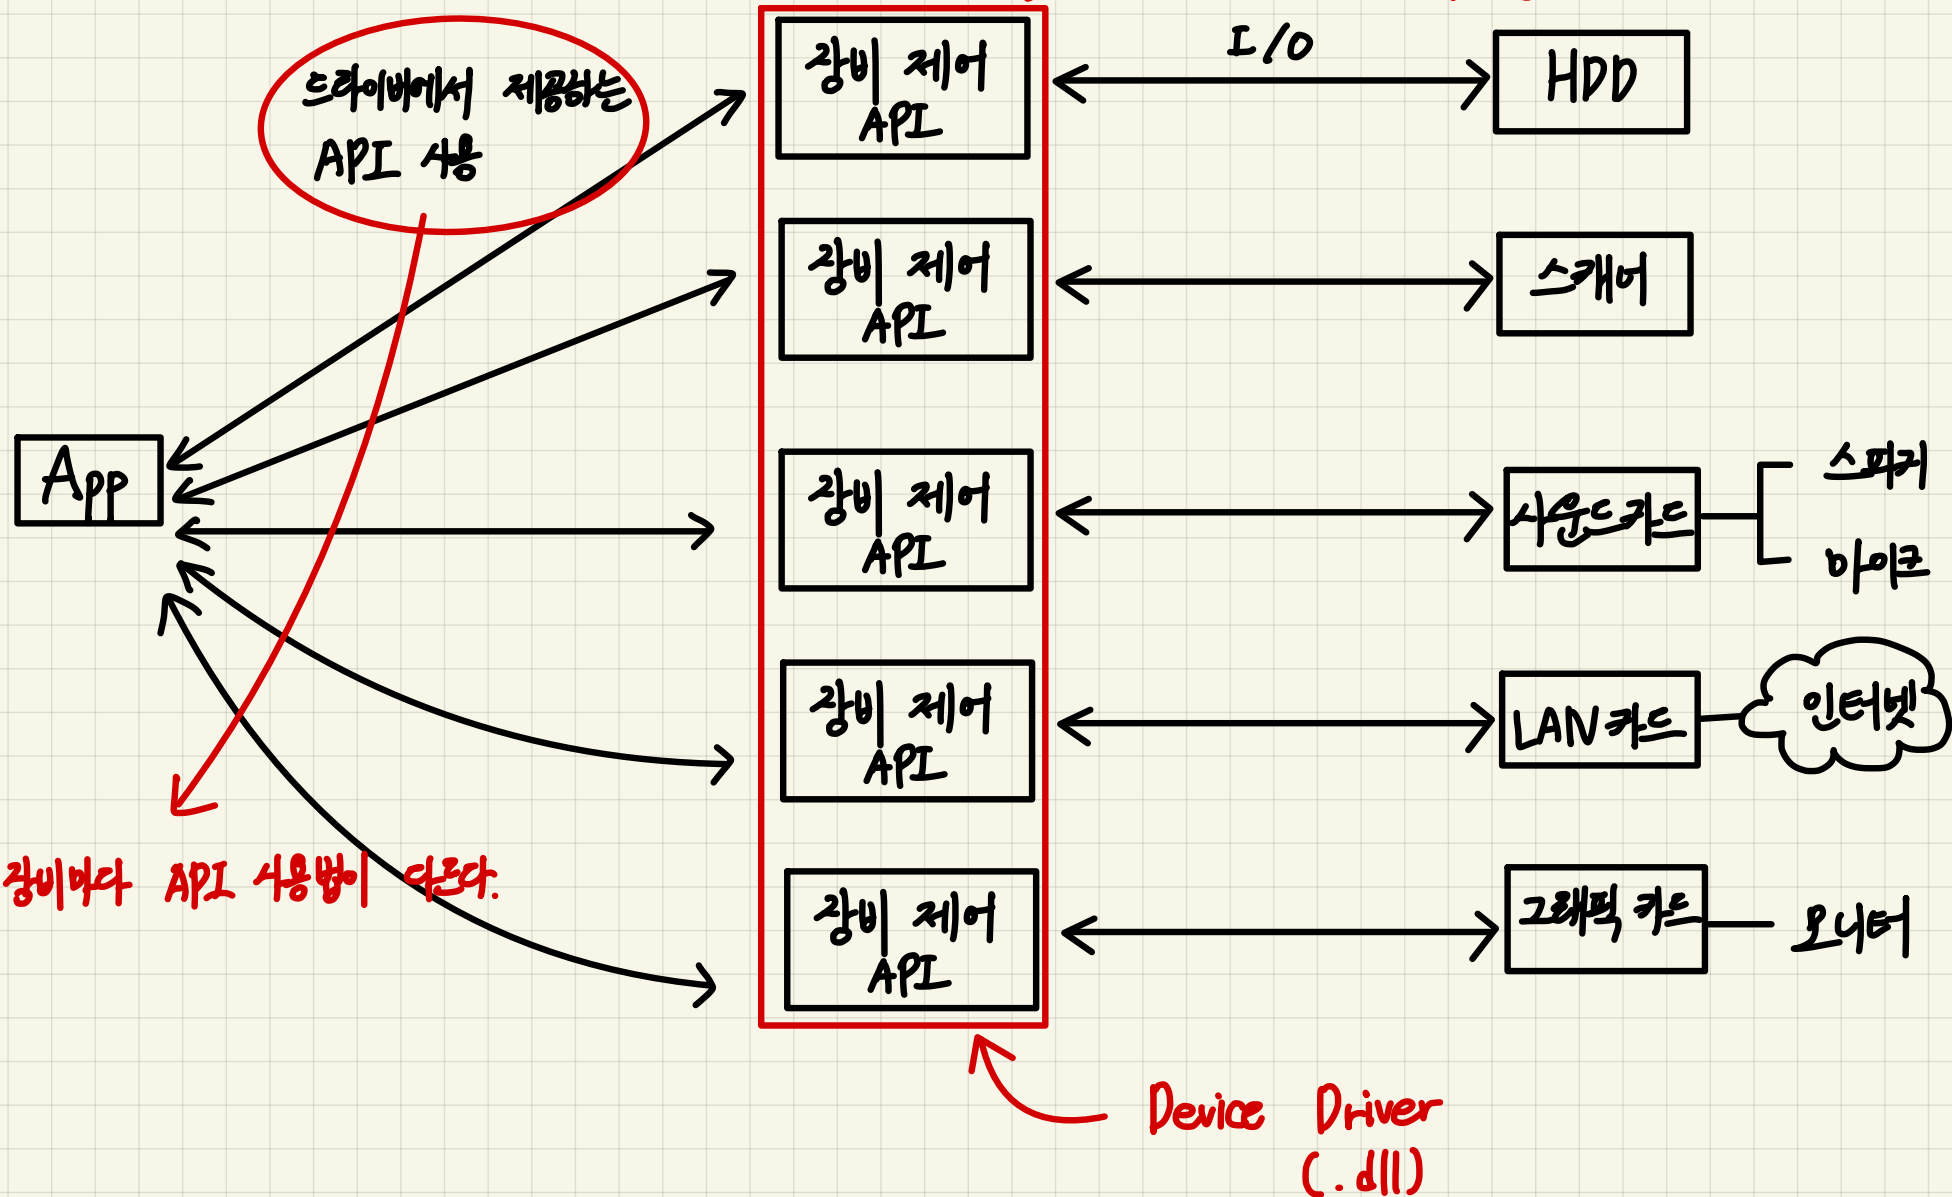 드라이버에서 제공하는
API 사용
장비 제어
API
I/O
HDD
장비 제어
API
스캐너
App
장비 제어
API
사운드카드
스피커
마이크
장비 제어
API
LAN 카드
인터넷
장비마다 API 사용법이 다르다.
장비 제어
API
그래픽 카드
모니터
Device Driver
(.dll)